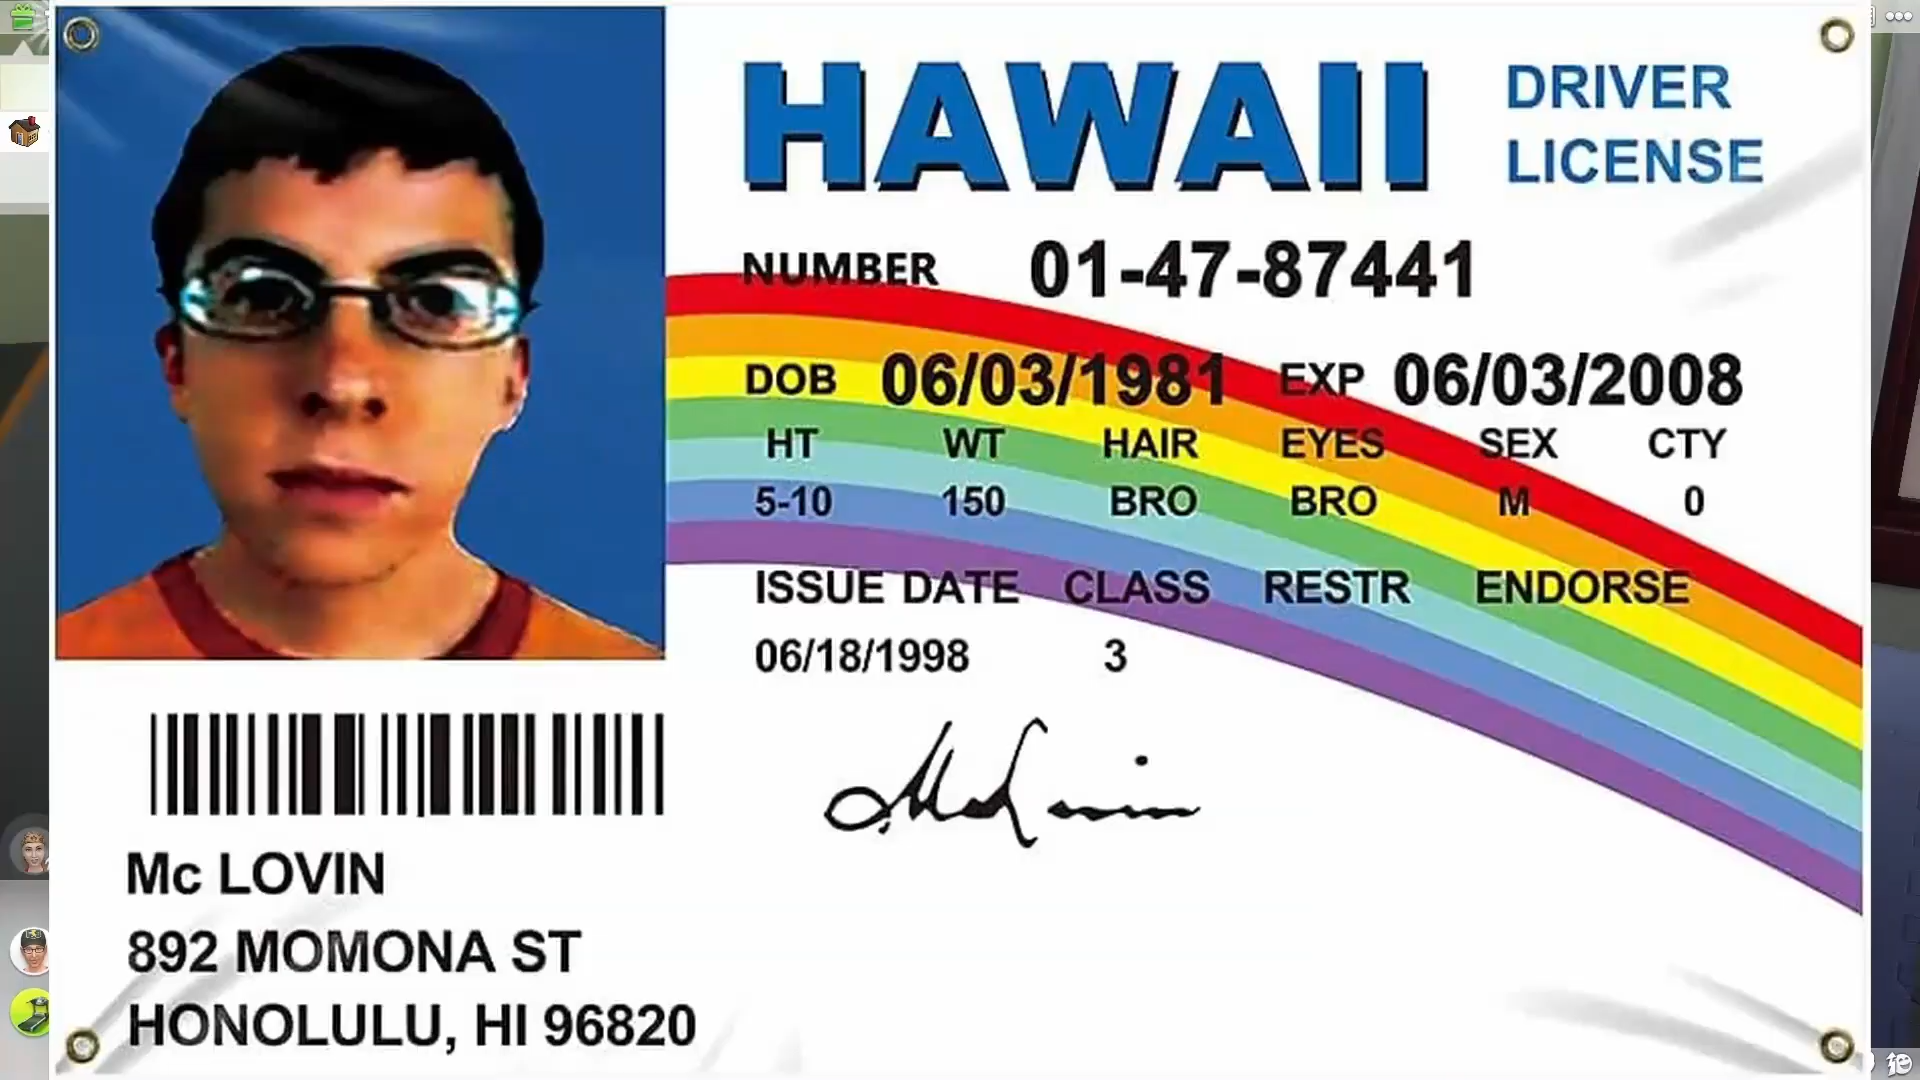 HAWAII
DRIVER
LICENSE
NUMBER 01-47-87441
DOB 06/03/1981 EXP 06/03/2008
HT WT HAIR EYES SEX CTY
5-10 150 BRO BRO M 0
ISSUE DATE CLASS RESTR ENDORSE
06/18/1998 3
McLovin
Mc LOVIN
892 MOMONA ST
HONOLULU, HI 96820